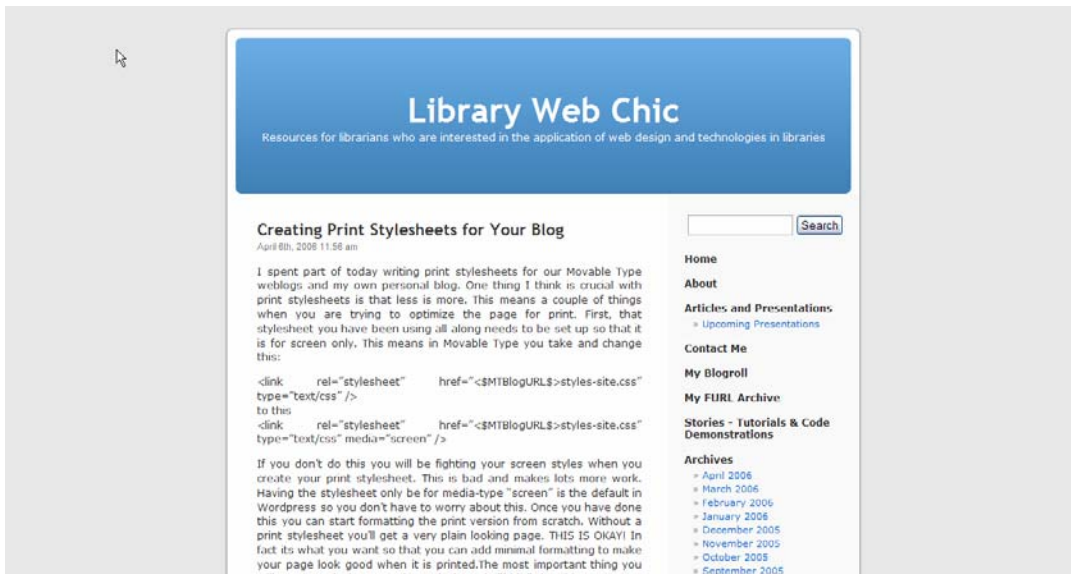 Library Web Chic
Resources for librarians who are interested in the application of web design and technologies in libraries
Creating Print Stylesheets for Your Blog
April 6th, 2006 11.56 am
I spent part of today writing print stylesheets for our Movable Type
weblogs and my own personal blog. One thing I think is crucial with
print stylesheets is that less is more. This means a couple of things
when you are trying to optimize the page for print. First, that
stylesheet you have been using all along needs to be set up so that it
is for screen only. This means in Movable Type you take and change
this:
<link rel="stylesheet" href="<$MTBlogURL$>styles-site.css"
type="text/css" />
to this
<link rel="stylesheet" href="<$MTBlogURL$>styles-site.css"
type="text/css" media="screen" />
If you don't do this you will be fighting your screen styles when you
create your print stylesheet. This is bad and makes lots more work.
Having the stylesheet only be for media-type "screen" is the default in
Wordpress so you don't have to worry about this. Once you have done
this you can start formatting the print version from scratch. Without a
print stylesheet you'll get a very plain looking page. THIS IS OKAY! In
fact its what you want so that you can add minimal formatting to make
your page look good when it is printed.The most important thing you
Search
Home
About
Articles and Presentations
» Upcoming Presentations
Contact Me
My Blogroll
My FURL Archive
Stories - Tutorials & Code
Demonstrations
Archives
» April 2006
» March 2006
» February 2006
» January 2006
» December 2005
» November 2005
» October 2005
» September 2005